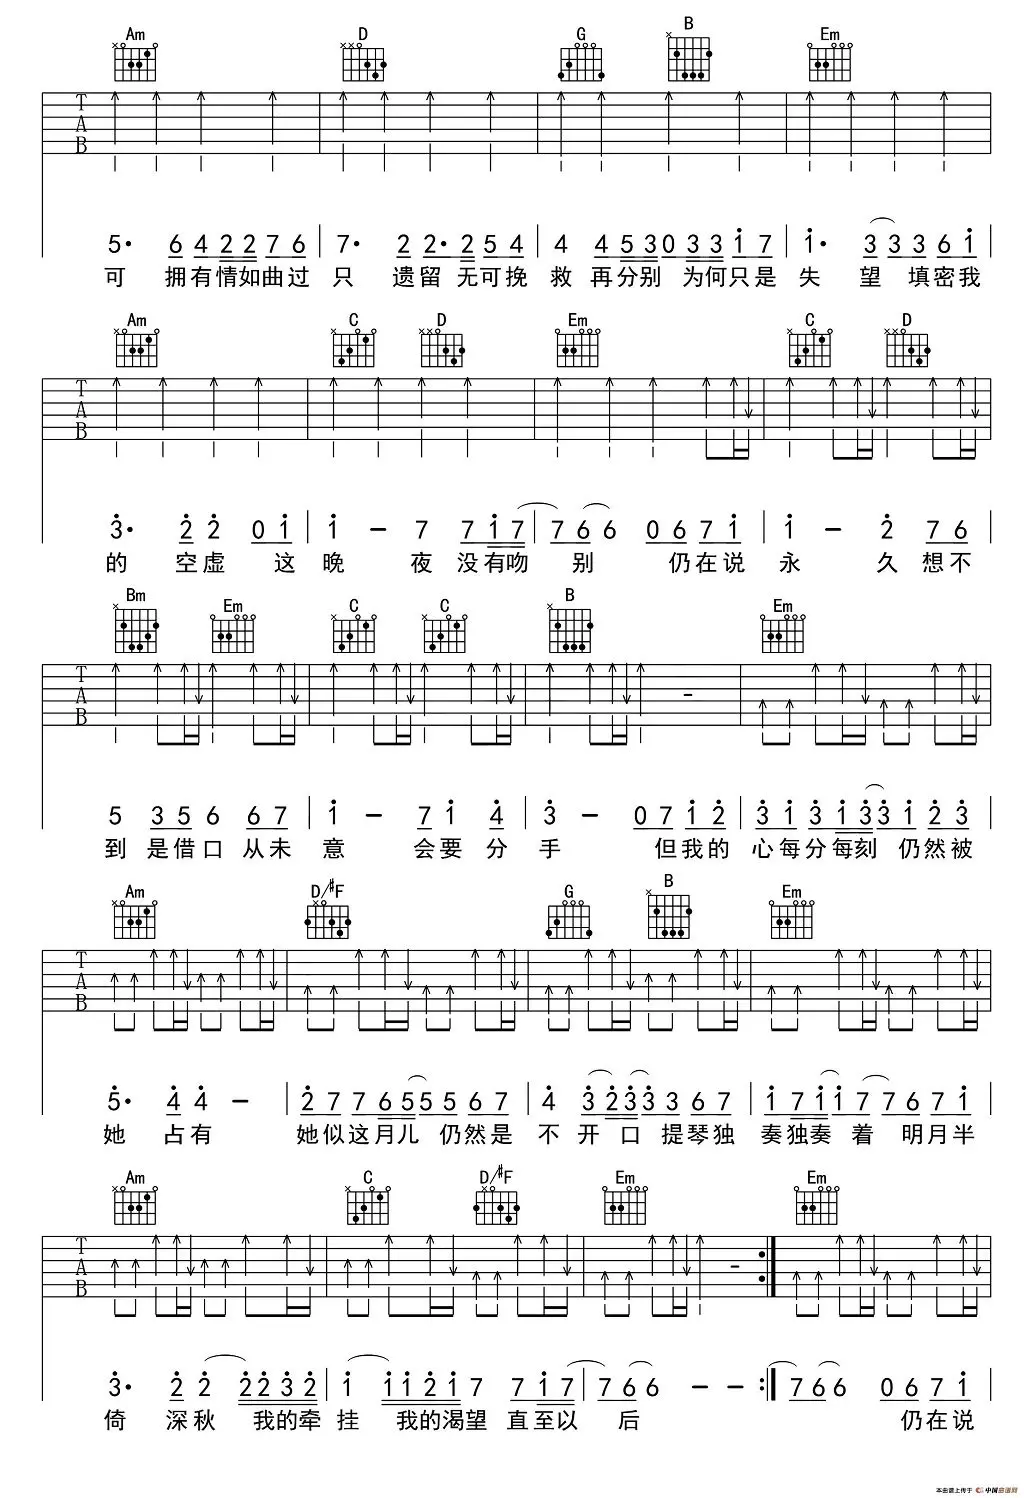 Am D G B Em
T A B
5· 6 4 2 2 7 6 | 7· 2 2· 2 5 4 | 4 4 5 3 0 3 3 1 7 | 1· 3 3 3 6 1
可 拥有情如曲过 只 遗留 无可挽 救 再分别 为何只是 失 望 填密我
Am C D Em C D
T A B
3· 2 2 0 1 | 1 - 7 7 1 7 | 7 6 6 0 6 7 1 | 1 - 2 7 6 |
的 空虚 这 晚 夜 没有吻 别 仍在说 永 久 想不
Bm Em C C B Em
T A B
5 3 5 6 6 7 | 1 - 7 1 4 | 3 - 0 7 1 2 | 3 1 3 1 3 3 1 2 3 |
到 是借口 从未 意 会要 分 手 但我的 心每分每刻 仍然被
Am D/#F G B Em
T A B
5· 4 4 - | 2 7 7 6 5 5 5 6 7 | 4 3 2 3 3 3 6 7 | 1 7 1 1 7 7 6 7 1 |
她 占有 她似这月儿 仍然是 不 开 口 提琴独 奏独奏 着 明月半
Am C D/#F Em Em
T A B
3· 2 2 2 2 3 2 | 1 1 1 2 1 7 7 1 7 | 7 6 6 - - :| 7 6 6 0 6 7 1 |
倚 深秋 我的牵 挂 我的渴望 直至以 后 仍在说
本曲谱上传于 中国曲谱网